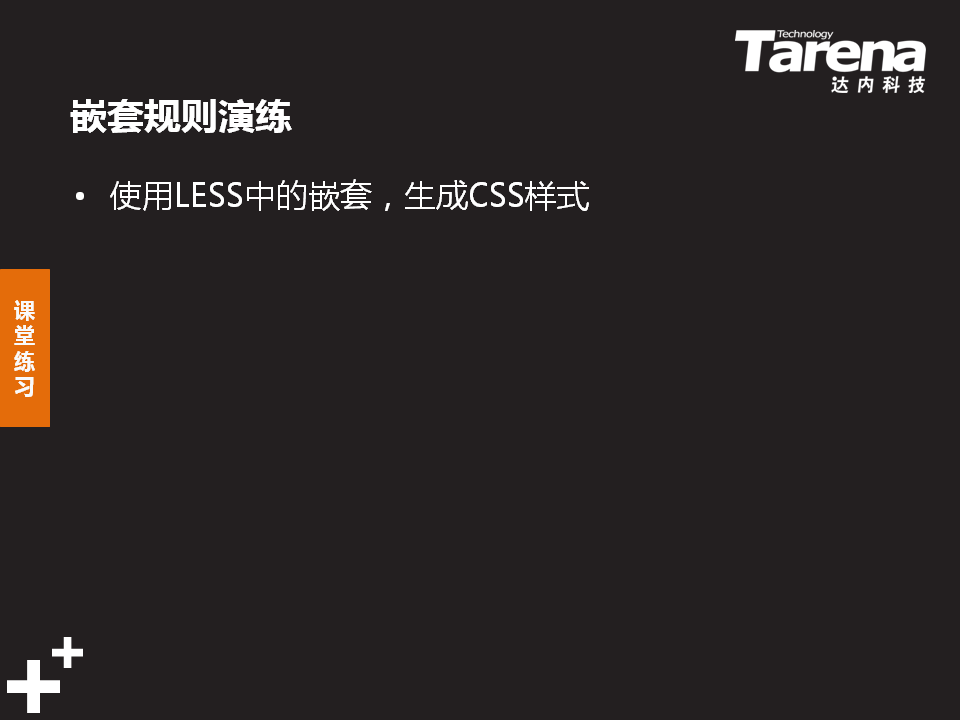 Technology
Tarena
达内科技
嵌套规则演练
• 使用LESS中的嵌套，生成CSS样式
课
堂
练
习